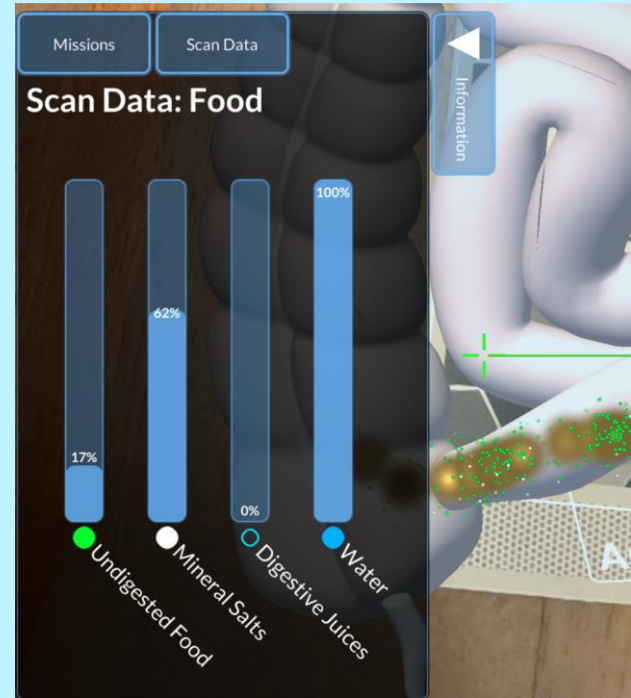 Missions
Scan Data
Information
Scan Data: Food
100%
62%
17%
0%
Undigested Food
Mineral Salts
Digestive Juices
Water
A